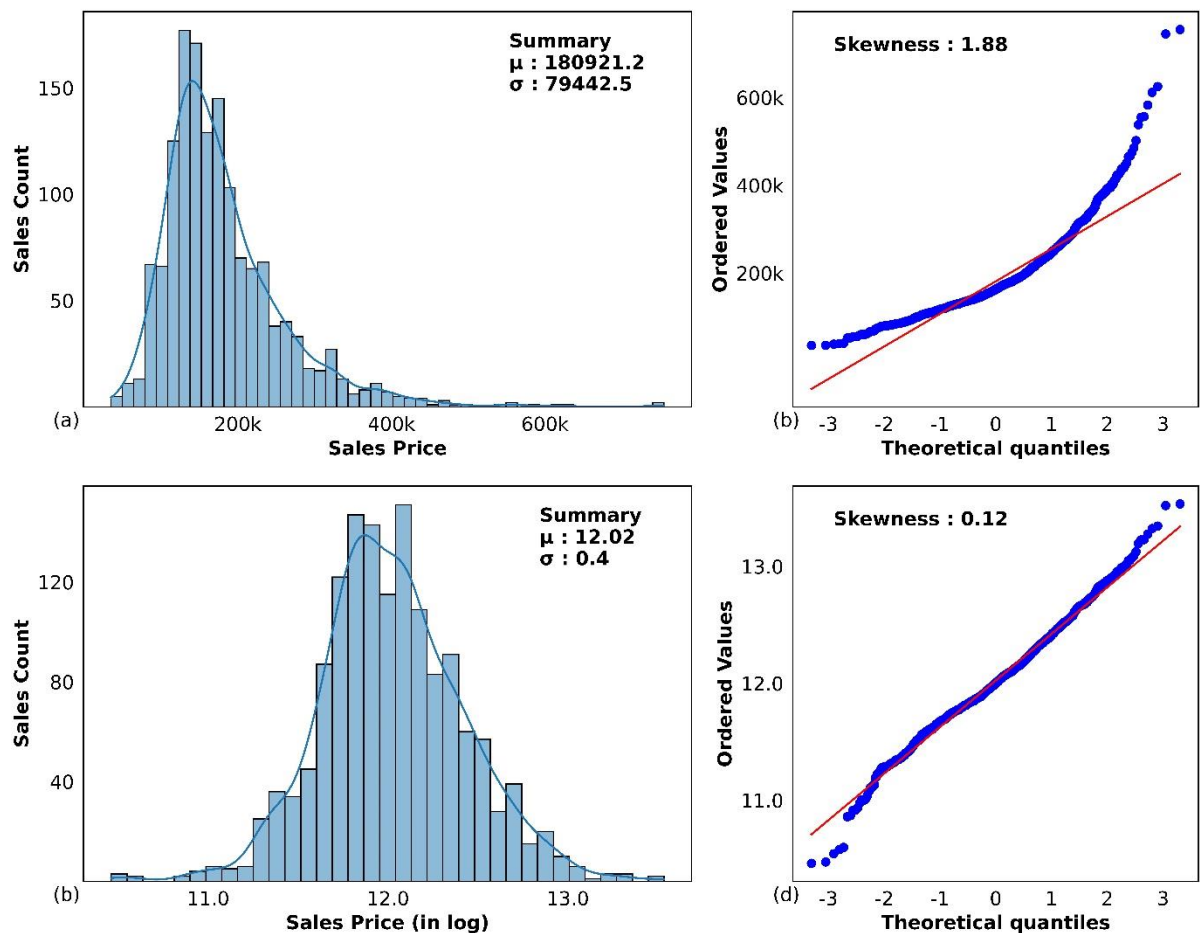 Summary
μ : 180921.2
σ : 79442.5
150
100
50
Sales Count
(a)
200k
400k
600k
Sales Price
Skewness : 1.88
600k
400k
200k
Ordered Values
(b)
-3
-2
-1
0
1
2
3
Theoretical quantiles
Summary
μ : 12.02
σ : 0.4
120
80
40
Sales Count
(b)
11.0
12.0
13.0
Sales Price (in log)
Skewness : 0.12
13.0
12.0
11.0
Ordered Values
(d)
-3
-2
-1
0
1
2
3
Theoretical quantiles